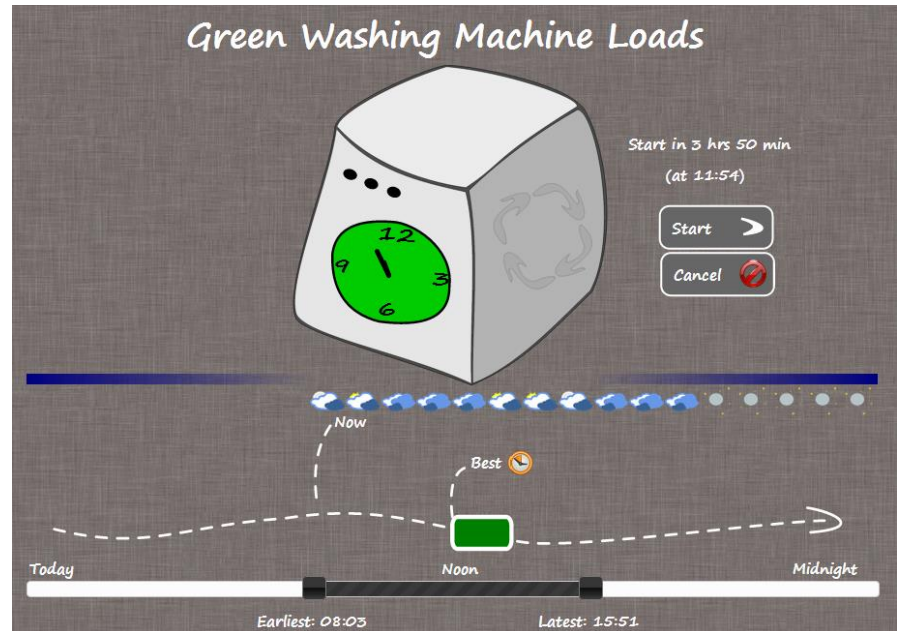 Green Washing Machine Loads
Start in 3 hrs 50 min
(at 11:54)
12
9
3
6
Start
Cancel
Now
Best
Today
Noon
Midnight
Earliest: 08:03
Latest: 15:51